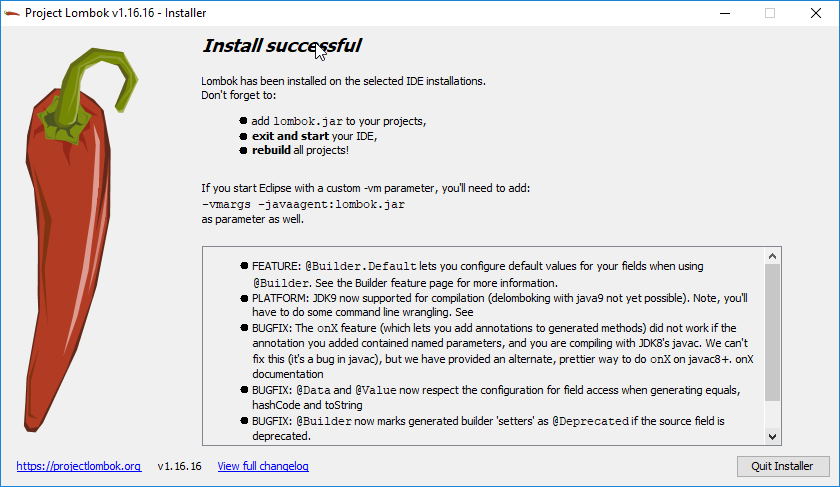 Project Lombok v1.16.16 - Installer
Install successful
Lombok has been installed on the selected IDE installations.
Don't forget to:
add lombok.jar to your projects,
exit and start your IDE,
rebuild all projects!
If you start Eclipse with a custom -vm parameter, you'll need to add:
-vmargs -javaagent:lombok.jar
as parameter as well.
FEATURE: @Builder.Default lets you configure default values for your fields when using
@Builder. See the Builder feature page for more information.
PLATFORM: JDK9 now supported for compilation (delomboking with java9 not yet possible). Note, you'll
have to do some command line wrangling. See
BUGFIX: The onX feature (which lets you add annotations to generated methods) did not work if the
annotation you added contained named parameters, and you are compiling with JDK8's javac. We can't
fix this (it's a bug in javac), but we have provided an alternate, prettier way to do onX on javac8+. onX
documentation
BUGFIX: @Data and @Value now respect the configuration for field access when generating equals,
hashCode and toString
BUGFIX: @Builder now marks generated builder 'setters' as @Deprecated if the source field is
deprecated.
https://projectlombok.org v1.16.16 View full changelog Quit Installer